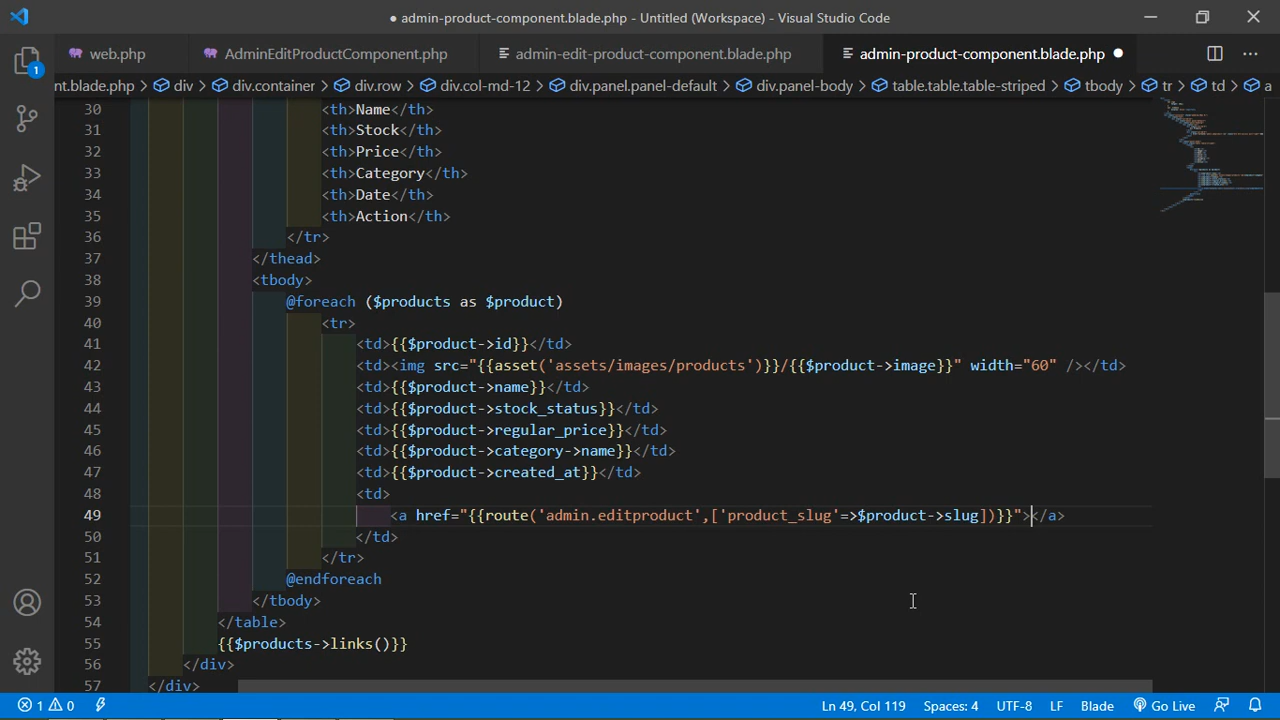 ● admin-product-component.blade.php - Untitled (Workspace) - Visual Studio Code
web.php
AdminEditProductComponent.php
admin-edit-product-component.blade.php
admin-product-component.blade.php ●
1
nt.blade.php > div > div.container > div.row > div.col-md-12 > div.panel.panel-default > div.panel-body > table.table.table-striped > tbody > tr > td > a
30 <th>Name</th>
31 <th>Stock</th>
32 <th>Price</th>
33 <th>Category</th>
34 <th>Date</th>
35 <th>Action</th>
36 </tr>
37 </thead>
38 <tbody>
39 @foreach ($products as $product)
40 <tr>
41 <td>{{$product->id}}</td>
42 <td><img src="{{asset('assets/images/products')}}/{{$product->image}}" width="60" /></td>
43 <td>{{$product->name}}</td>
44 <td>{{$product->stock_status}}</td>
45 <td>{{$product->regular_price}}</td>
46 <td>{{$product->category->name}}</td>
47 <td>{{$product->created_at}}</td>
48 <td>
49 <a href="{{route('admin.editproduct',['product_slug'=>$product->slug])}}"></a>
50 </td>
51 </tr>
52 @endforeach
53 </tbody>
54 </table>
55 {{$products->links()}}
56 </div>
57 </div>
1 0
Ln 49, Col 119 Spaces: 4 UTF-8 LF Blade Go Live